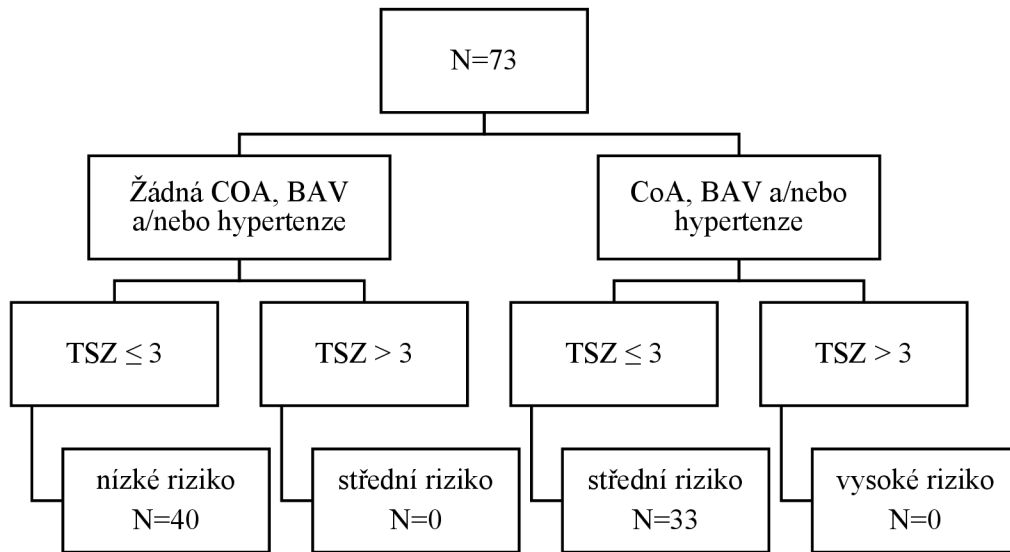 N=73
Žádná COA, BAV
a/nebo hypertenze
CoA, BAV a/nebo
hypertenze
TSZ ≤ 3
TSZ > 3
TSZ ≤ 3
TSZ > 3
nízké riziko
N=40
střední riziko
N=0
střední riziko
N=33
vysoké riziko
N=0